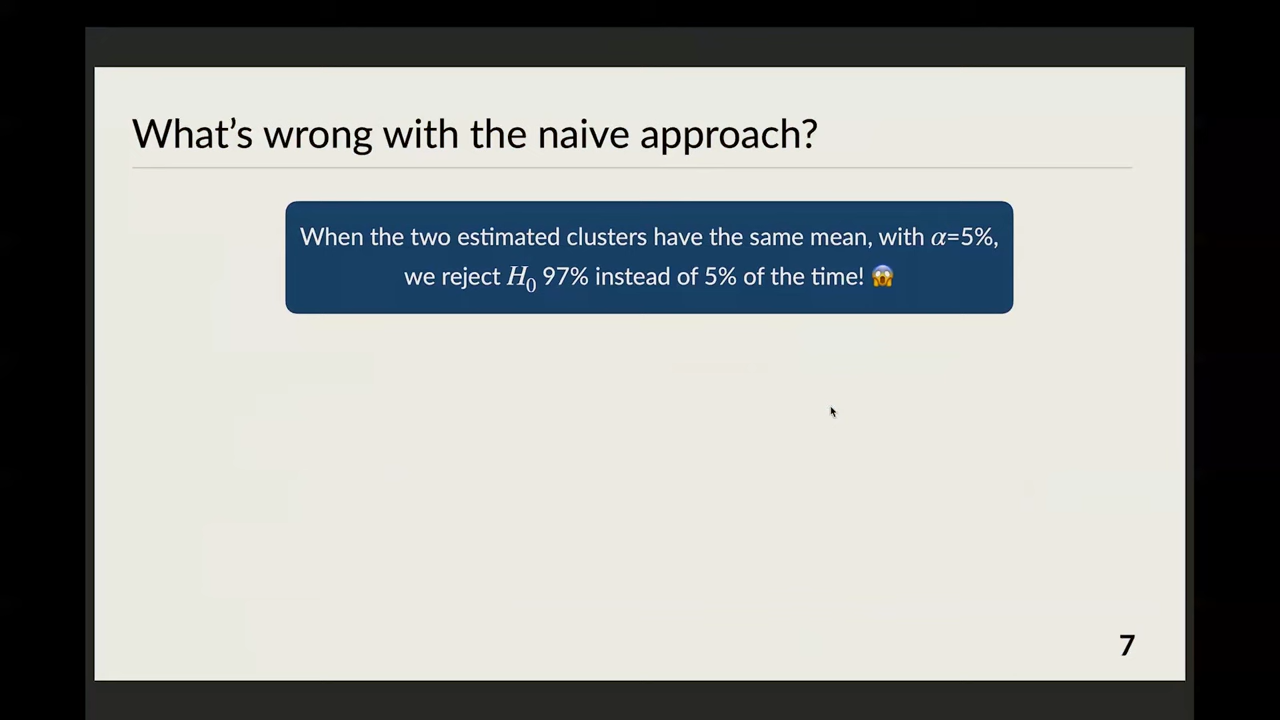 What's wrong with the naive approach?
When the two estimated clusters have the same mean, with α=5%,
we reject H₀ 97% instead of 5% of the time! 😱
7